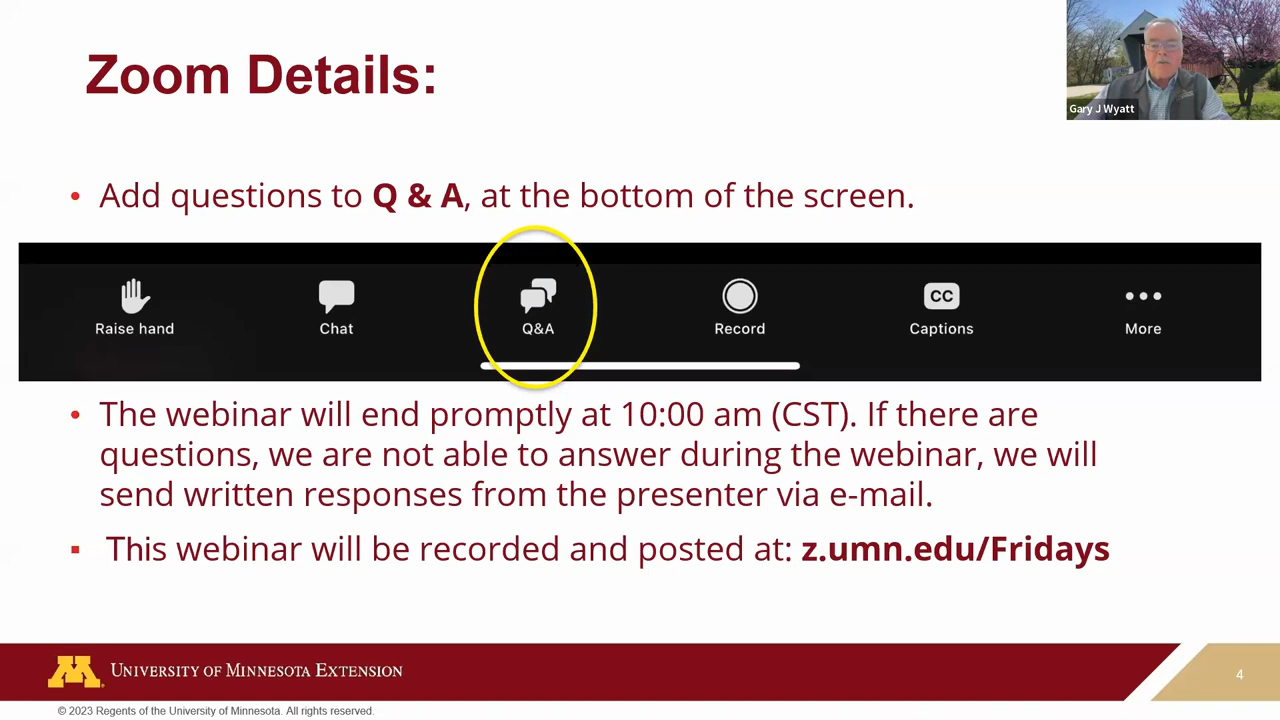 Zoom Details:
Gary J Wyatt
• Add questions to Q & A, at the bottom of the screen.
Raise hand
Chat
Q&A
Record
CC
Captions
More
• The webinar will end promptly at 10:00 am (CST). If there are
questions, we are not able to answer during the webinar, we will
send written responses from the presenter via e-mail.
▪ This webinar will be recorded and posted at: z.umn.edu/Fridays
M
UNIVERSITY OF MINNESOTA EXTENSION
4
© 2023 Regents of the University of Minnesota. All rights reserved.